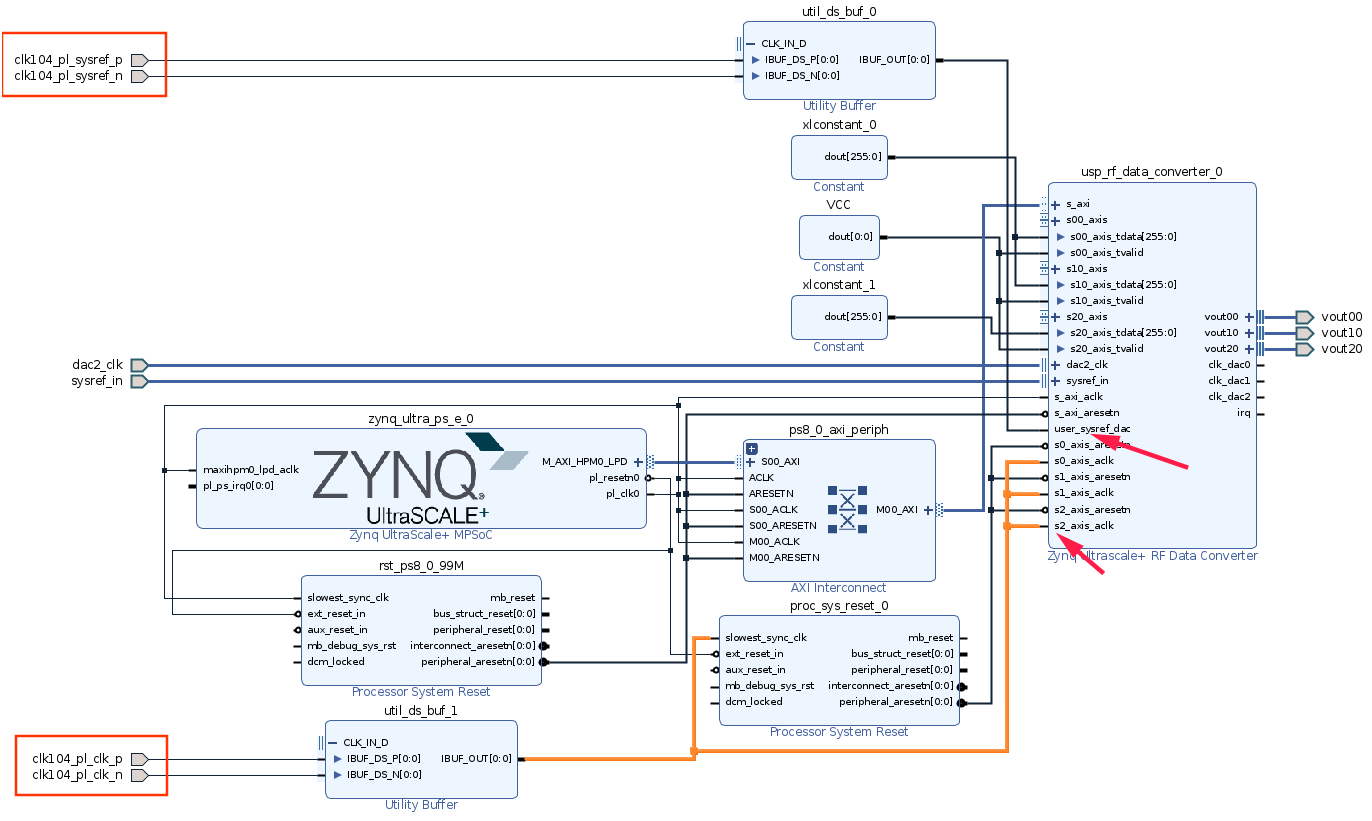 util_ds_buf_0
clk104_pl_sysref_p
clk104_pl_sysref_n
CLK_IN_D
IBUF_DS_P[0:0]
IBUF_DS_N[0:0]
IBUF_OUT[0:0]
Utility Buffer
xlconstant_0
dout[255:0]
Constant
VCC
dout[0:0]
Constant
xlconstant_1
dout[255:0]
Constant
usp_rf_data_converter_0
s_axi
s00_axis
s00_axis_tdata[255:0]
s00_axis_tvalid
s10_axis
s10_axis_tdata[255:0]
s10_axis_tvalid
s20_axis
s20_axis_tdata[255:0]
s20_axis_tvalid
dac2_clk
sysref_in
s_axi_aclk
s_axi_aresetn
user_sysref_dac
s0_axis_aresetn
s0_axis_aclk
s1_axis_aresetn
s1_axis_aclk
s2_axis_aresetn
s2_axis_aclk
vout00
vout10
vout20
clk_dac0
clk_dac1
clk_dac2
irq
Zynq Ultrascale+ RF Data Converter
vout00
vout10
vout20
dac2_clk
sysref_in
zynq_ultra_ps_e_0
maxihpm0_lpd_aclk
pl_ps_irq0[0:0]
ZYNQ
UltraSCALE+
M_AXI_HPM0_LPD
pl_resetn0
pl_clk0
Zynq UltraScale+ MPSoC
ps8_0_axi_periph
S00_AXI
ACLK
ARESETN
S00_ACLK
S00_ARESETN
M00_ACLK
M00_ARESETN
M00_AXI
AXI Interconnect
rst_ps8_0_99M
slowest_sync_clk
ext_reset_in
aux_reset_in
mb_debug_sys_rst
dcm_locked
mb_reset
bus_struct_reset[0:0]
peripheral_reset[0:0]
interconnect_aresetn[0:0]
peripheral_aresetn[0:0]
Processor System Reset
proc_sys_reset_0
slowest_sync_clk
ext_reset_in
aux_reset_in
mb_debug_sys_rst
dcm_locked
mb_reset
bus_struct_reset[0:0]
peripheral_reset[0:0]
interconnect_aresetn[0:0]
peripheral_aresetn[0:0]
Processor System Reset
util_ds_buf_1
clk104_pl_clk_p
clk104_pl_clk_n
CLK_IN_D
IBUF_DS_P[0:0]
IBUF_DS_N[0:0]
IBUF_OUT[0:0]
Utility Buffer